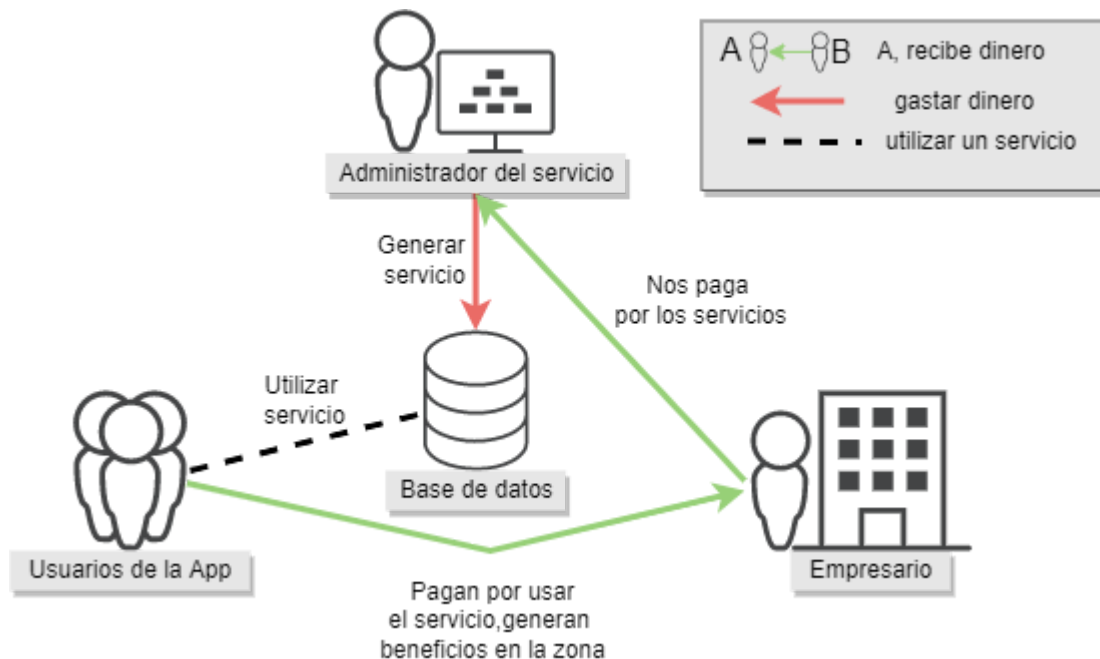 A B A, recibe dinero
gastar dinero
utilizar un servicio
Administrador del servicio
Generar
servicio
Nos paga
por los servicios
Utilizar
servicio
Base de datos
Usuarios de la App
Empresario
Pagan por usar
el servicio,generan
beneficios en la zona